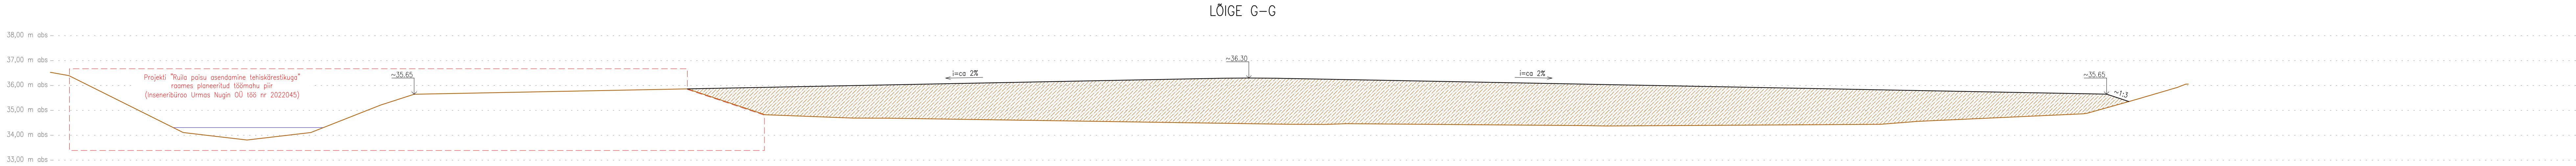 LÕIGE G-G
38,00 m abs
37,00 m abs
36,00 m abs
35,00 m abs
34,00 m abs
33,00 m abs
Projekti "Ruila paisu asendamine tehiskärestikuga"
raames planeeritud töömahu piir
(Inseneribüroo Urmas Nugin OÜ töö nr 2022045)
~35.65
i=ca 2%
~36.30
i=ca 2%
~35.65
~1:3